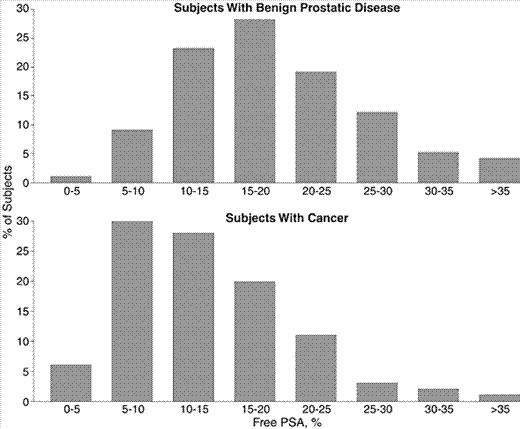 Subjects With Benign Prostatic Disease
30
25
20
15
10
5
0
0-5 5-10 10-15 15-20 20-25 25-30 30-35 >35
% of Subjects
Subjects With Cancer
30
25
20
15
10
5
0
0-5 5-10 10-15 15-20 20-25 25-30 30-35 >35
Free PSA, %